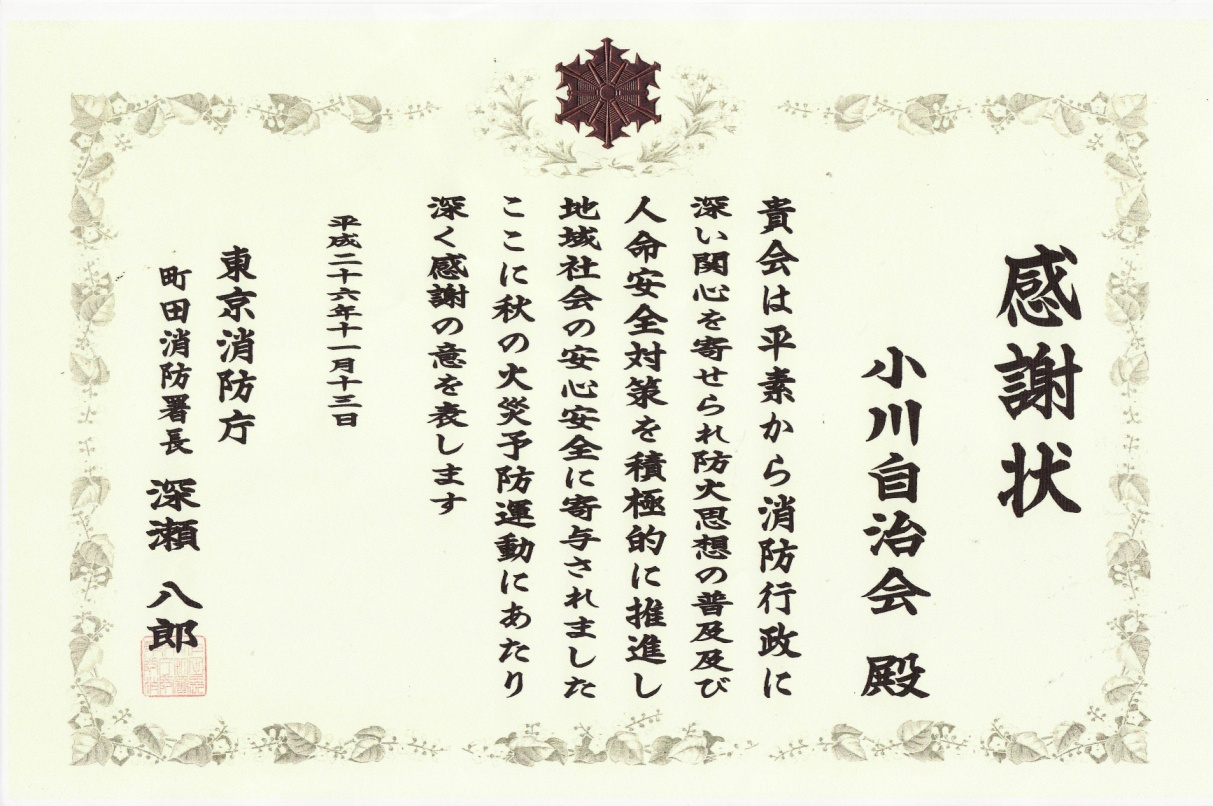 感謝状
小川自治会 殿
貴会は平素から消防行政に
深い関心を寄せられ防火思想の普及及び
人命安全対策を積極的に推進し
地域社会の安心安全に寄与されました
ここに秋の火災予防運動にあたり
深く感謝の意を表します
平成二十六年十一月十三日
東京消防庁
町田消防署長 深瀬 八郎